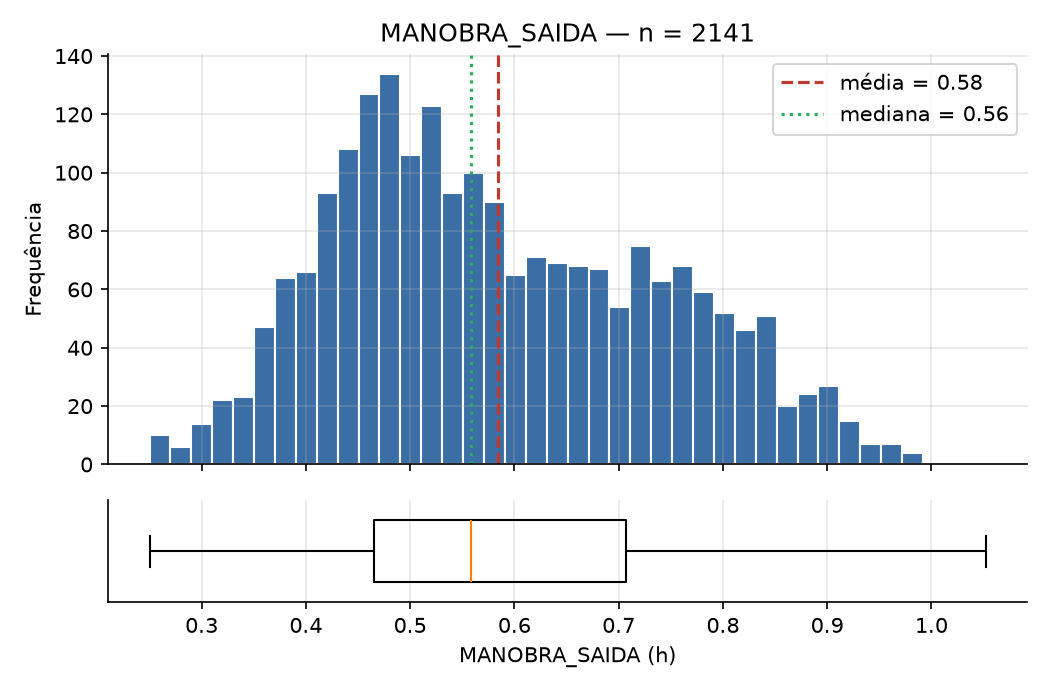 MANOBRA_SAIDA — n = 2141
140
120
100
80
60
40
20
0
Frequência
média = 0.58
mediana = 0.56
0.3 0.4 0.5 0.6 0.7 0.8 0.9 1.0
MANOBRA_SAIDA (h)